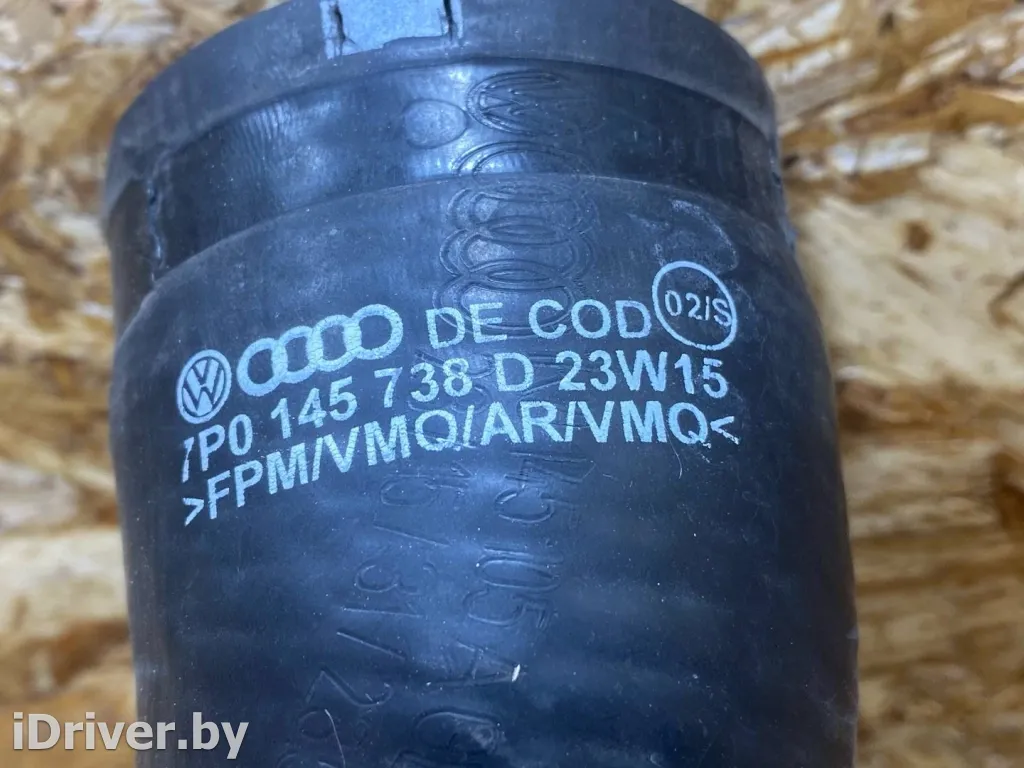 DE COD 02/S
7P0 145 738 D 23W15
>FPM/VMQ/AR/VMQ<
iDriver.by